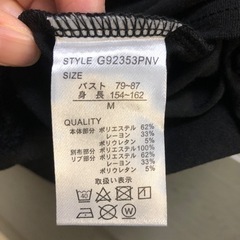 STYLE G92353PNV
SIZE
バスト 79~87
身 長 154~162
M
QUALITY
本体部分 ポリエステル 62%
レーヨン 33%
ポリウレタン 5%
別布部分 ポリエステル100%
リブ部分 ポリエステル 62%
レーヨン 33%
ポリウレタン 5%
取扱い